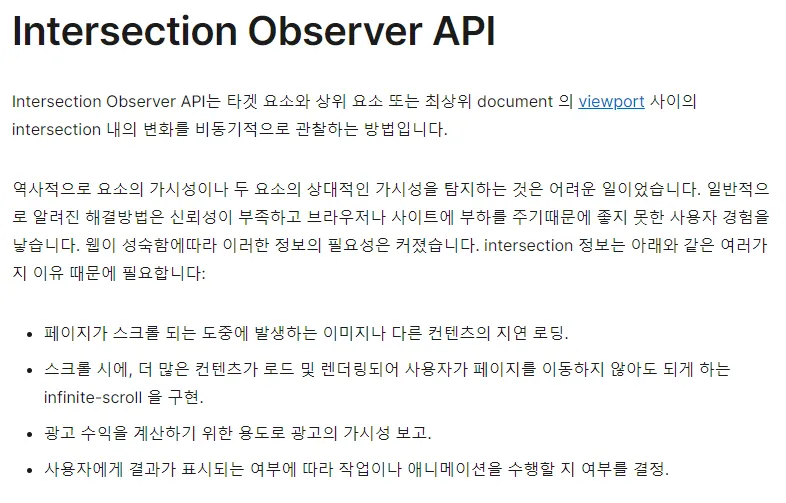 Intersection Observer API
Intersection Observer API는 타겟 요소와 상위 요소 또는 최상위 document 의 viewport 사이의
intersection 내의 변화를 비동기적으로 관찰하는 방법입니다.
역사적으로 요소의 가시성이나 두 요소의 상대적인 가시성을 탐지하는 것은 어려운 일이었습니다. 일반적으
로 알려진 해결방법은 신뢰성이 부족하고 브라우저나 사이트에 부하를 주기때문에 좋지 못한 사용자 경험을
낳습니다. 웹이 성숙함에따라 이러한 정보의 필요성은 커졌습니다. intersection 정보는 아래와 같은 여러가
지 이유 때문에 필요합니다:
• 페이지가 스크롤 되는 도중에 발생하는 이미지나 다른 컨텐츠의 지연 로딩.
• 스크롤 시에, 더 많은 컨텐츠가 로드 및 렌더링되어 사용자가 페이지를 이동하지 않아도 되게 하는
infinite-scroll 을 구현.
• 광고 수익을 계산하기 위한 용도로 광고의 가시성 보고.
• 사용자에게 결과가 표시되는 여부에 따라 작업이나 애니메이션을 수행할 지 여부를 결정.